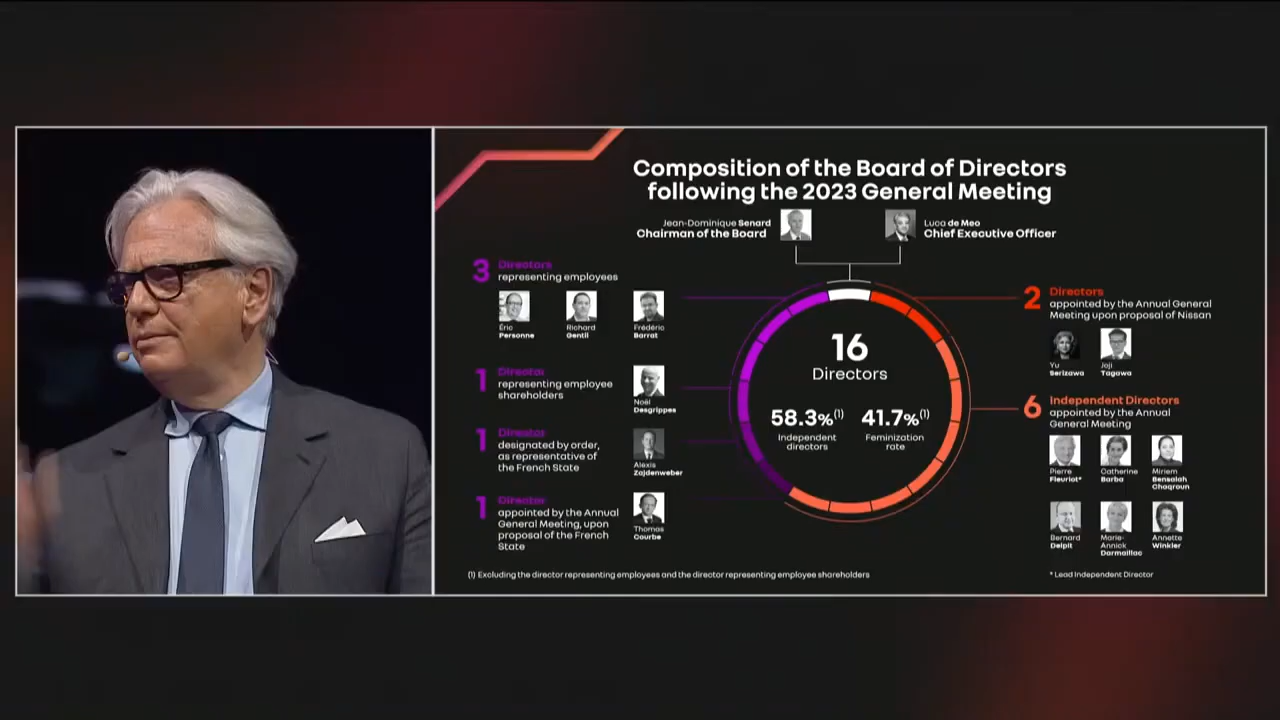 Composition of the Board of Directors
following the 2023 General Meeting
Jean-Dominique Senard
Chairman of the Board
Luca de Meo
Chief Executive Officer
3 Directors
representing employees
Éric
Personne
Richard
Gentil
Frédéric
Barrat
1 Director
representing employee
shareholders
Noël
Desgrippes
1 Director
designated by order,
as representative of
the French State
Alexis
Zajdenweber
1 Director
appointed by the Annual
General Meeting, upon
proposal of the French
State
Thomas
Courbe
16
Directors
58.3%(1)
Independent
directors
41.7%(1)
Feminization
rate
2 Directors
appointed by the Annual General
Meeting upon proposal of Nissan
Yu
Serizawa
Joji
Tagawa
6 Independent Directors
appointed by the Annual
General Meeting
Pierre
Fleuriot*
Catherine
Barba
Miriem
Bensalah
Chaqroun
Bernard
Delpit
Marie-
Annick
Darmaillac
Annette
Winkler
(1) Excluding the director representing employees and the director representing employee shareholders
* Lead Independent Director